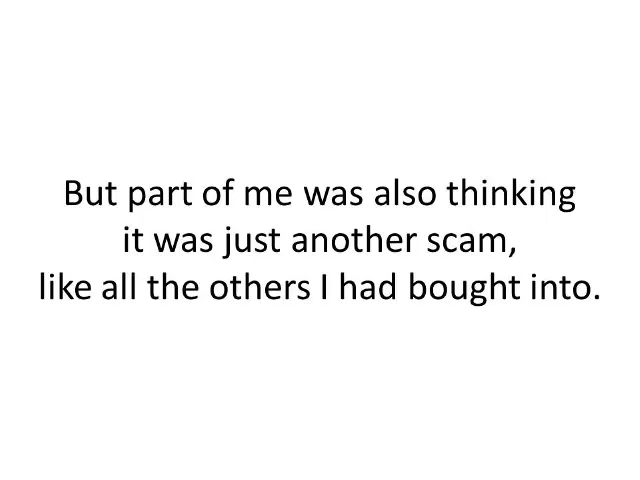 But part of me was also thinking
it was just another scam,
like all the others I had bought into.